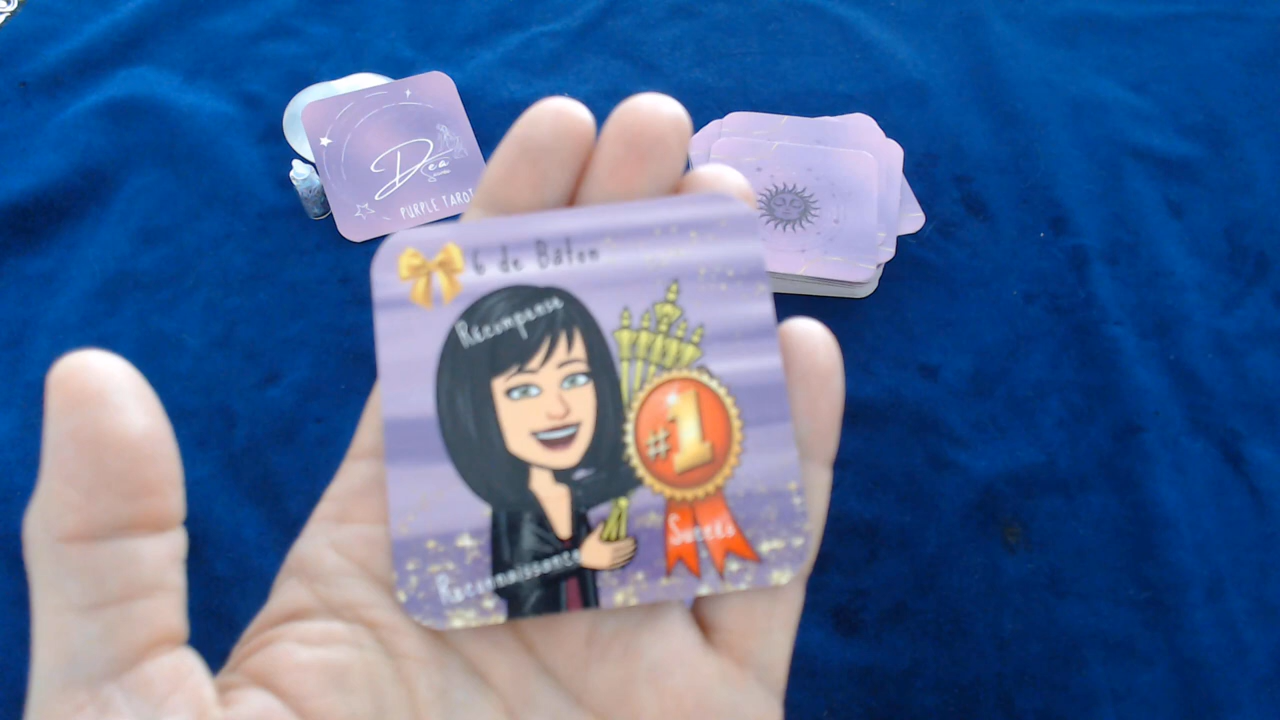 Dea
PURPLE TAROT
6 de Bâton
Récompense
#1
Succès
Reconnaissance